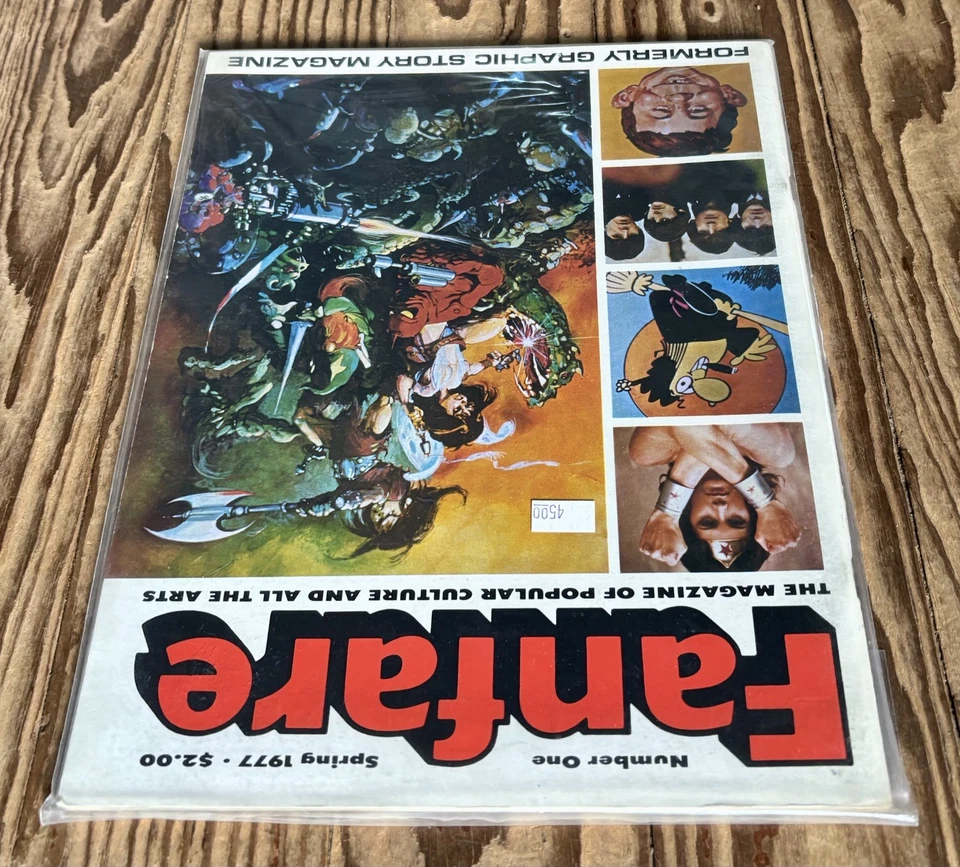 Number One
Spring 1977 · $2.00
Fanfare
THE MAGAZINE OF POPULAR CULTURE AND ALL THE ARTS
4500
FORMERLY GRAPHIC STORY MAGAZINE